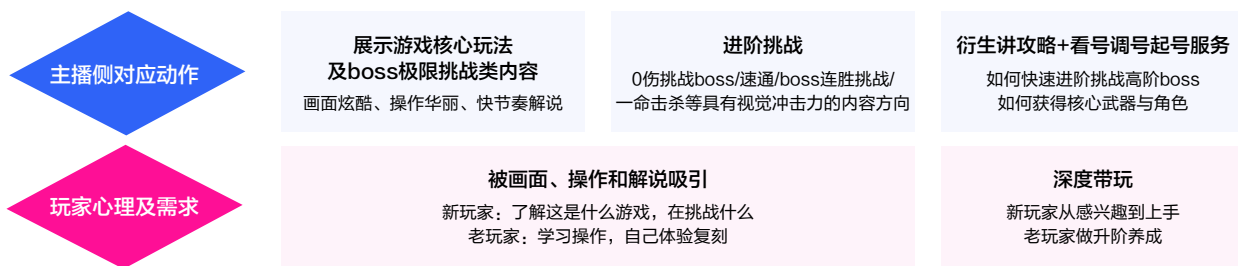 主播侧对应动作
展示游戏核心玩法
及boss极限挑战类内容
画面炫酷、操作华丽、快节奏解说
进阶挑战
0伤挑战boss/速通/boss连胜挑战/
一命击杀等具有视觉冲击力的内容方向
衍生讲攻略+看号调号起号服务
如何快速进阶挑战高阶boss
如何获得核心武器与角色
玩家心理及需求
被画面、操作和解说吸引
新玩家：了解这是什么游戏，在挑战什么
老玩家：学习操作，自己体验复刻
深度带玩
新玩家从感兴趣到上手
老玩家做升阶养成